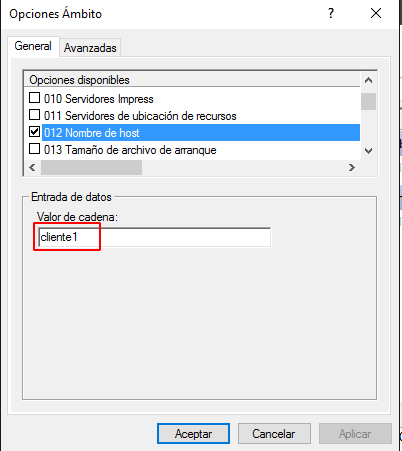 Opciones Ámbito
General
Avanzadas
Opciones disponibles
010 Servidores Impress
011 Servidores de ubicación de recursos
012 Nombre de host
013 Tamaño de archivo de arranque
Entrada de datos
Valor de cadena:
cliente1
Aceptar
Cancelar
Aplicar